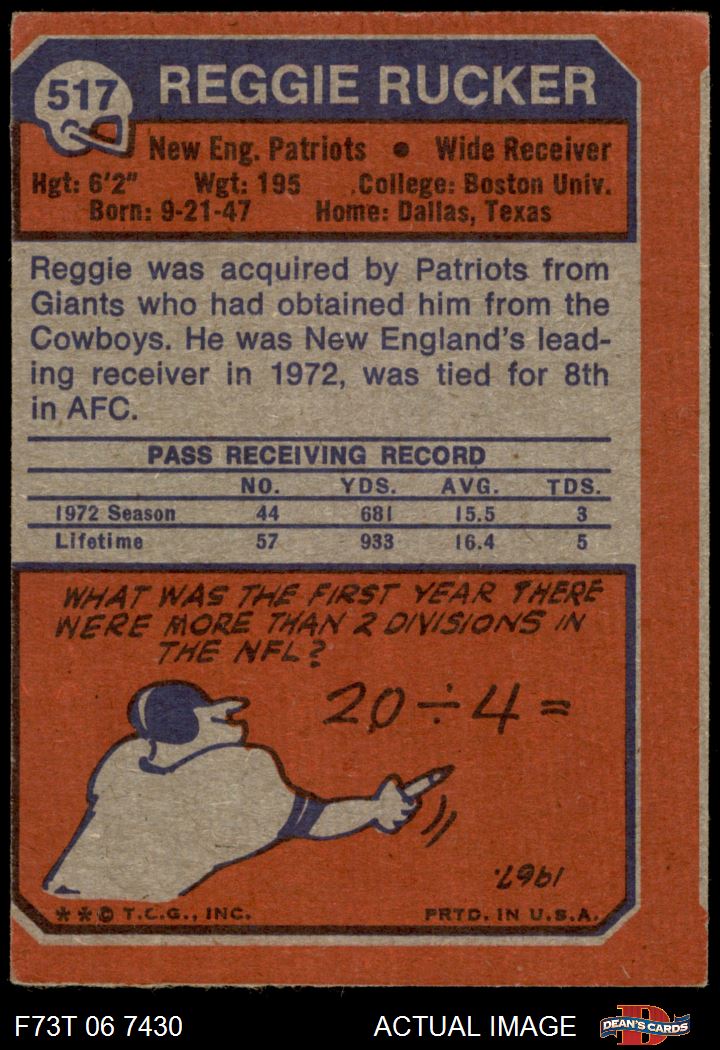 517 REGGIE RUCKER
New Eng. Patriots • Wide Receiver
Hgt: 6'2" Wgt: 195 College: Boston Univ.
Born: 9-21-47 Home: Dallas, Texas
Reggie was acquired by Patriots from
Giants who had obtained him from the
Cowboys. He was New England's lead-
ing receiver in 1972, was tied for 8th
in AFC.
PASS RECEIVING RECORD
NO. YDS. AVG. TDS.
1972 Season 44 681 15.5 3
Lifetime 57 933 16.4 5
WHAT WAS THE FIRST YEAR THERE
WERE MORE THAN 2 DIVISIONS IN
THE NFL?
20 ÷ 4 =
1967.
** © T.C.G., INC. PRTD. IN U.S.A.
F73T 06 7430 ACTUAL IMAGE D DEAN'S CARDS